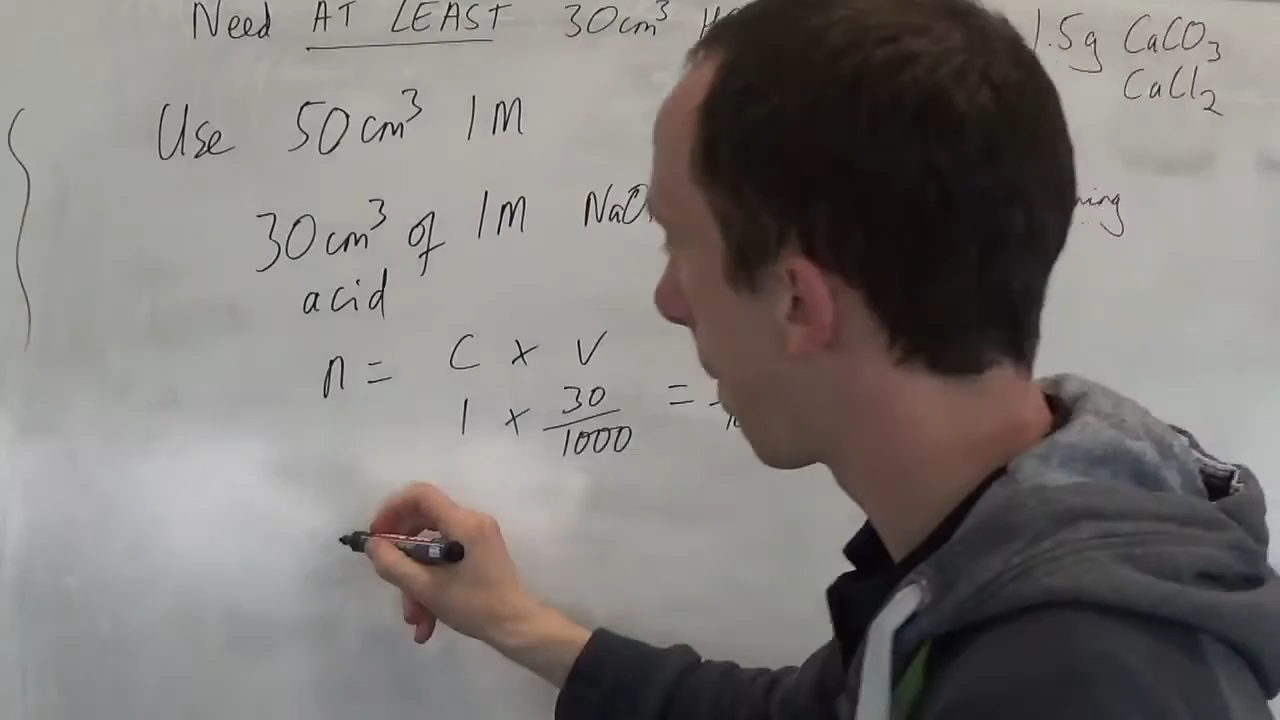 Need AT LEAST 30cm³ 1.5g CaCO₃
CaCl₂
Use 50cm³ 1M
30cm³ of 1M
acid
n = C × V
1 × 30/1000 =